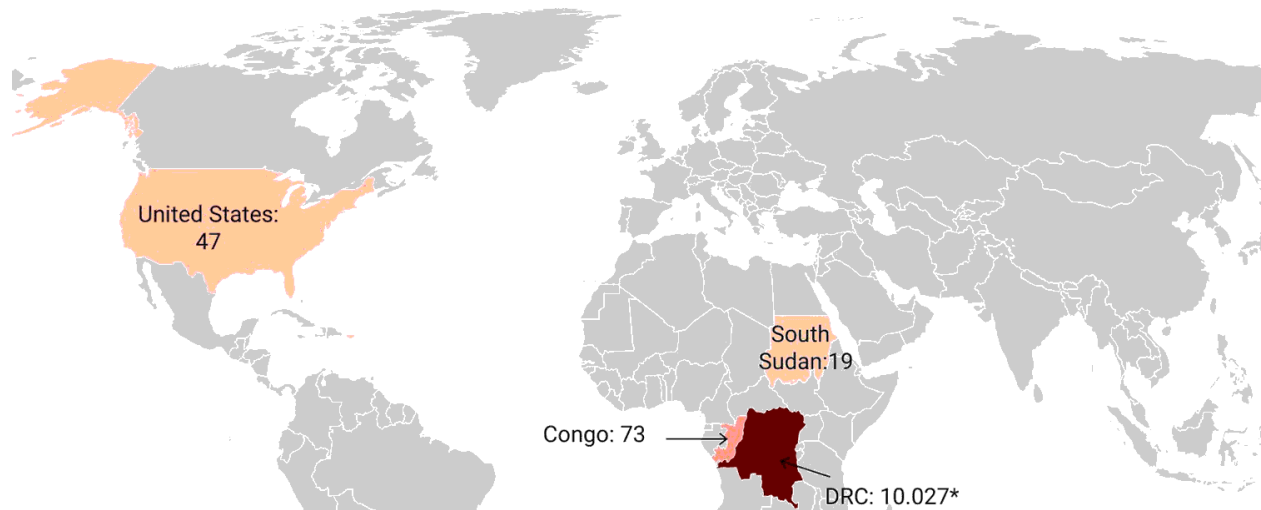 United States:
47
South
Sudan:19
Congo: 73
DRC: 10.027*